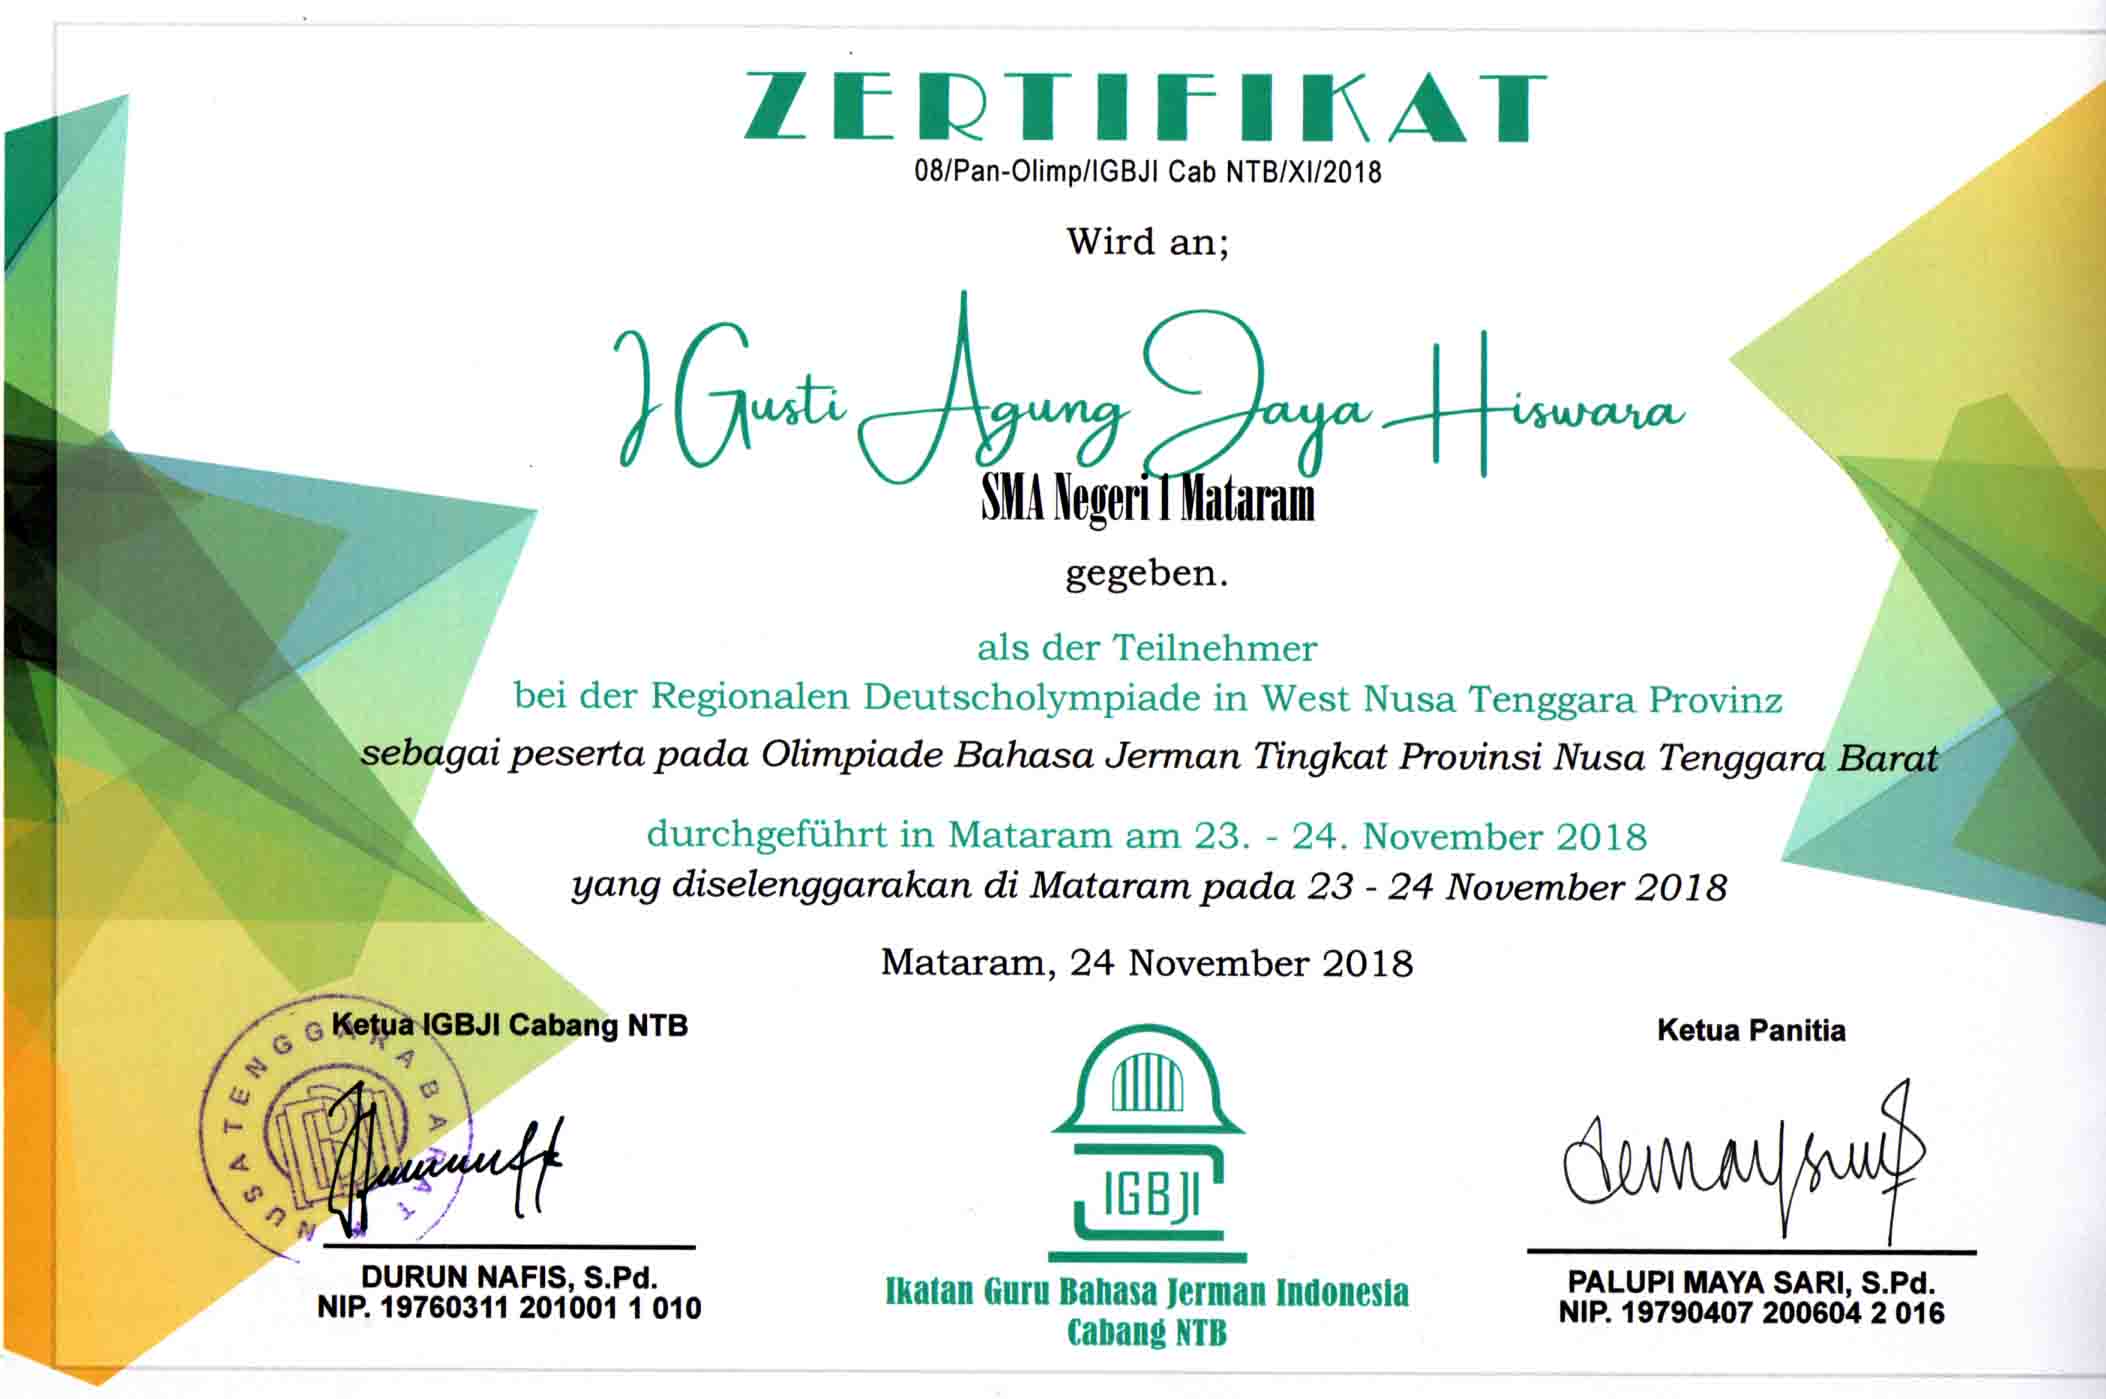 ZERTIFIKAT
08/Pan-Olimp/IGBJI Cab NTB/XI/2018
Wird an;
I Gusti Agung Jaya Hiswara
SMA Negeri 1 Mataram
gegeben.
als der Teilnehmer
bei der Regionalen Deutscholympiade in West Nusa Tenggara Provinz
sebagai peserta pada Olimpiade Bahasa Jerman Tingkat Provinsi Nusa Tenggara Barat
durchgeführt in Mataram am 23. - 24. November 2018
yang diselenggarakan di Mataram pada 23 - 24 November 2018
Mataram, 24 November 2018
Ketua IGBJI Cabang NTB
NUSA TENGGARA BARAT
DURUN NAFIS, S.Pd.
NIP. 19760311 201001 1 010
IGBJI
Ikatan Guru Bahasa Jerman Indonesia
Cabang NTB
Ketua Panitia
PALUPI MAYA SARI, S.Pd.
NIP. 19790407 200604 2 016